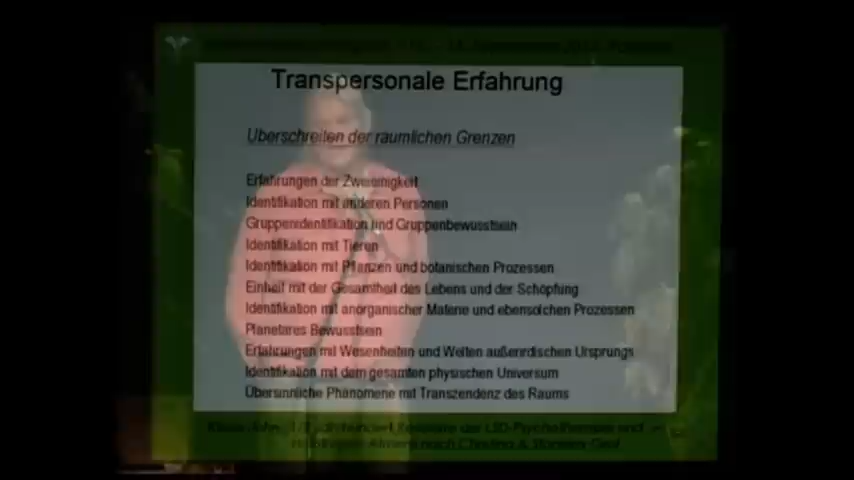 Transpersonale Erfahrung
Überschreiten der räumlichen Grenzen
Erfahrungen der Zweieinigkeit
Identifikation mit anderen Personen
Gruppenidentifikation und Gruppenbewusstsein
Identifikation mit Tieren
Identifikation mit Pflanzen und botanischen Prozessen
Einheit mit der Gesamtheit des Lebens und der Schöpfung
Identifikation mit anorganischer Materie und ebensolchen Prozessen
Planetares Bewusstsein
Erfahrungen mit Wesenheiten und Welten außerirdischen Ursprungs
Identifikation mit dem gesamten physischen Universum
Übersinnliche Phänomene mit Transzendenz des Raums